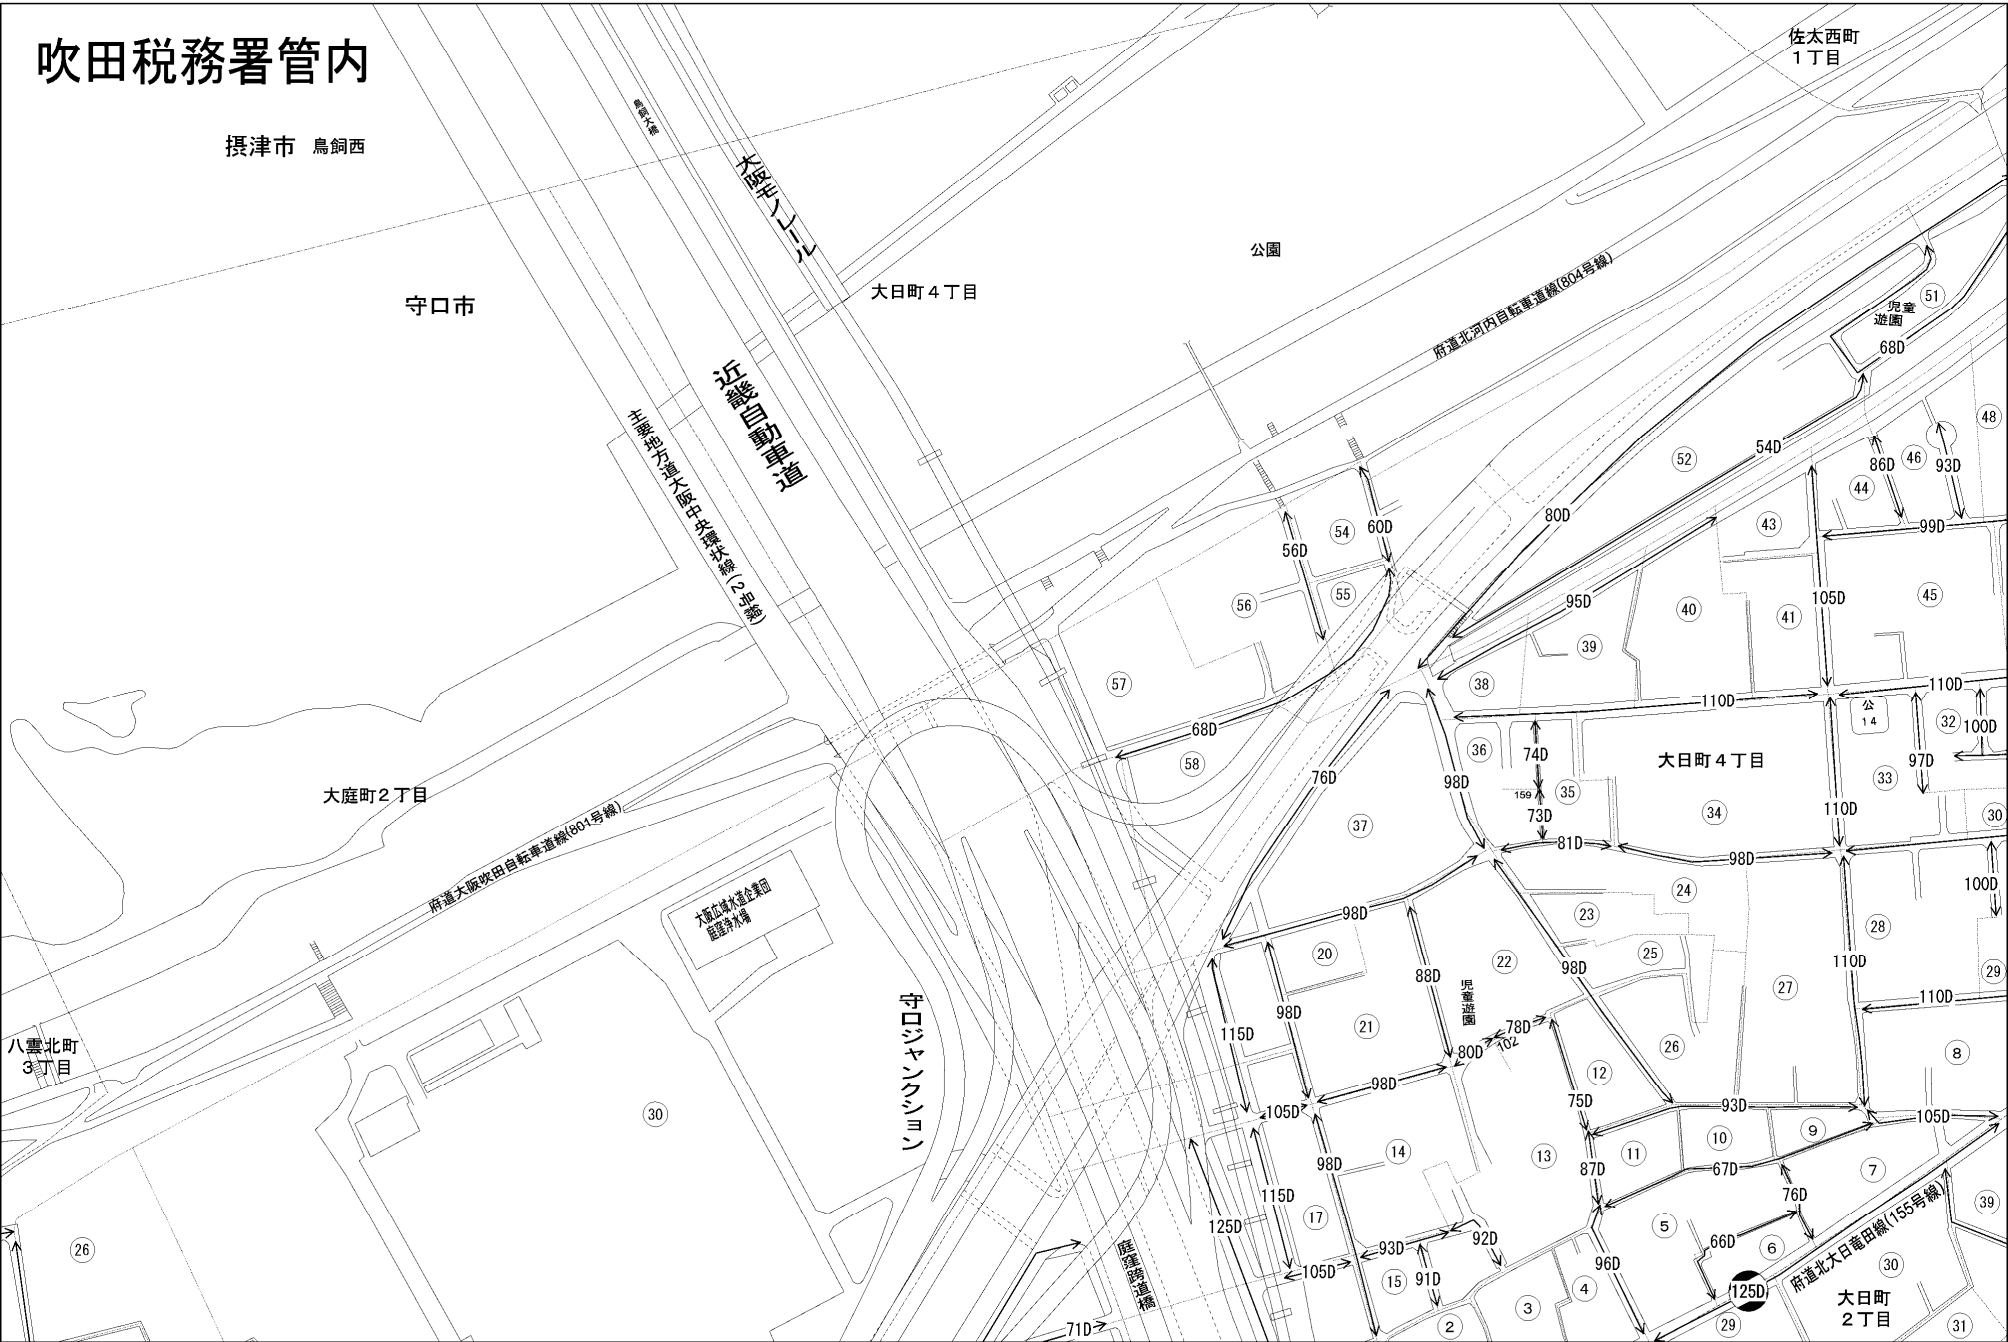 吹田税務署管内
摂津市 鳥飼西
鳥飼大橋
大阪モノレール
佐太西町
1丁目
公園
守口市
大日町4丁目
府道北河内自転車道線(804号線)
児童
遊園
51
68D
近畿自動車道
主要地方道大阪中央環状線(2号線)
52
54D
80D
48
46
86D
93D
44
43
99D
54
60D
56D
55
56
95D
40
41
105D
45
39
57
38
110D
110D
公
14
32
100D
68D
58
76D
36
74D
98D
159
35
73D
大日町4丁目
33
97D
110D
34
30
37
81D
98D
大庭町2丁目
府道大阪吹田自転車道線(801号線)
大阪広域水道企業団
庭窪浄水場
24
100D
23
28
98D
20
88D
22
98D
25
110D
29
27
110D
児童
遊園
98D
115D
21
78D
102
80D
26
8
守口ジャンクション
八雲北町
3丁目
30
98D
12
75D
93D
105D
105D
10
9
11
67D
87D
7
14
13
98D
115D
17
125D
76D
39
5
66D
6
府道北大日竜田線(155号線)
93D
92D
96D
105D
15
91D
26
庭窪跨道橋
4
3
2
71D
125D
30
大日町
2丁目
29
31